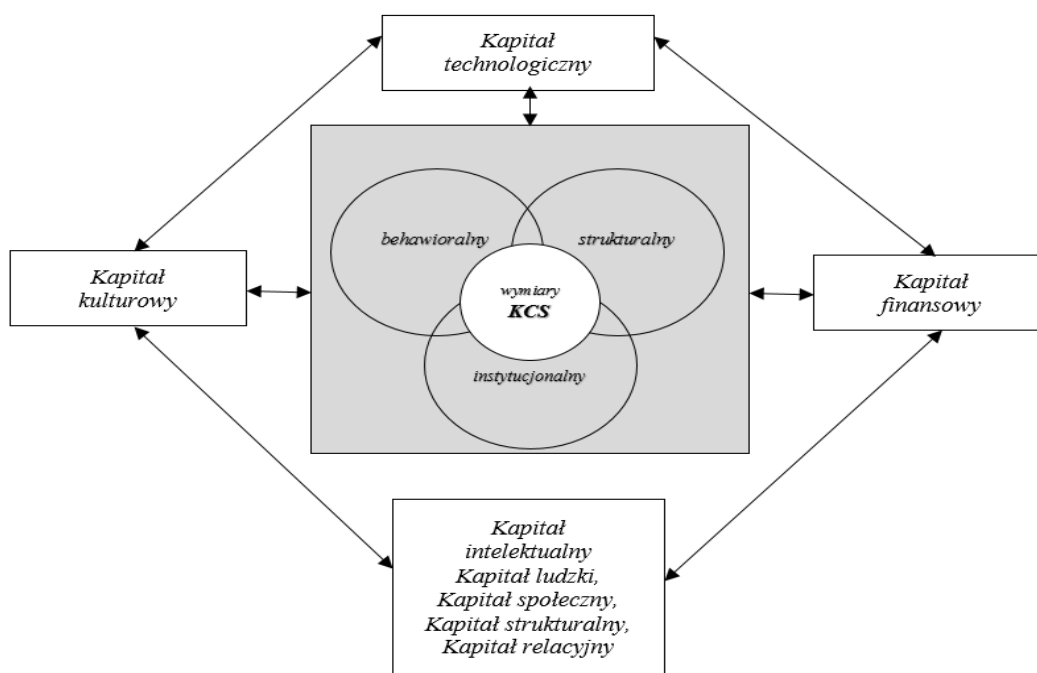 Kapitał
technologiczny
behawioralny
strukturalny
Kapitał
kulturowy
wymiary
KCS
Kapitał
finansowy
instytucjonalny
Kapitał
intelektualny
Kapitał ludzki,
Kapitał społeczny,
Kapitał strukturalny,
Kapitał relacyjny